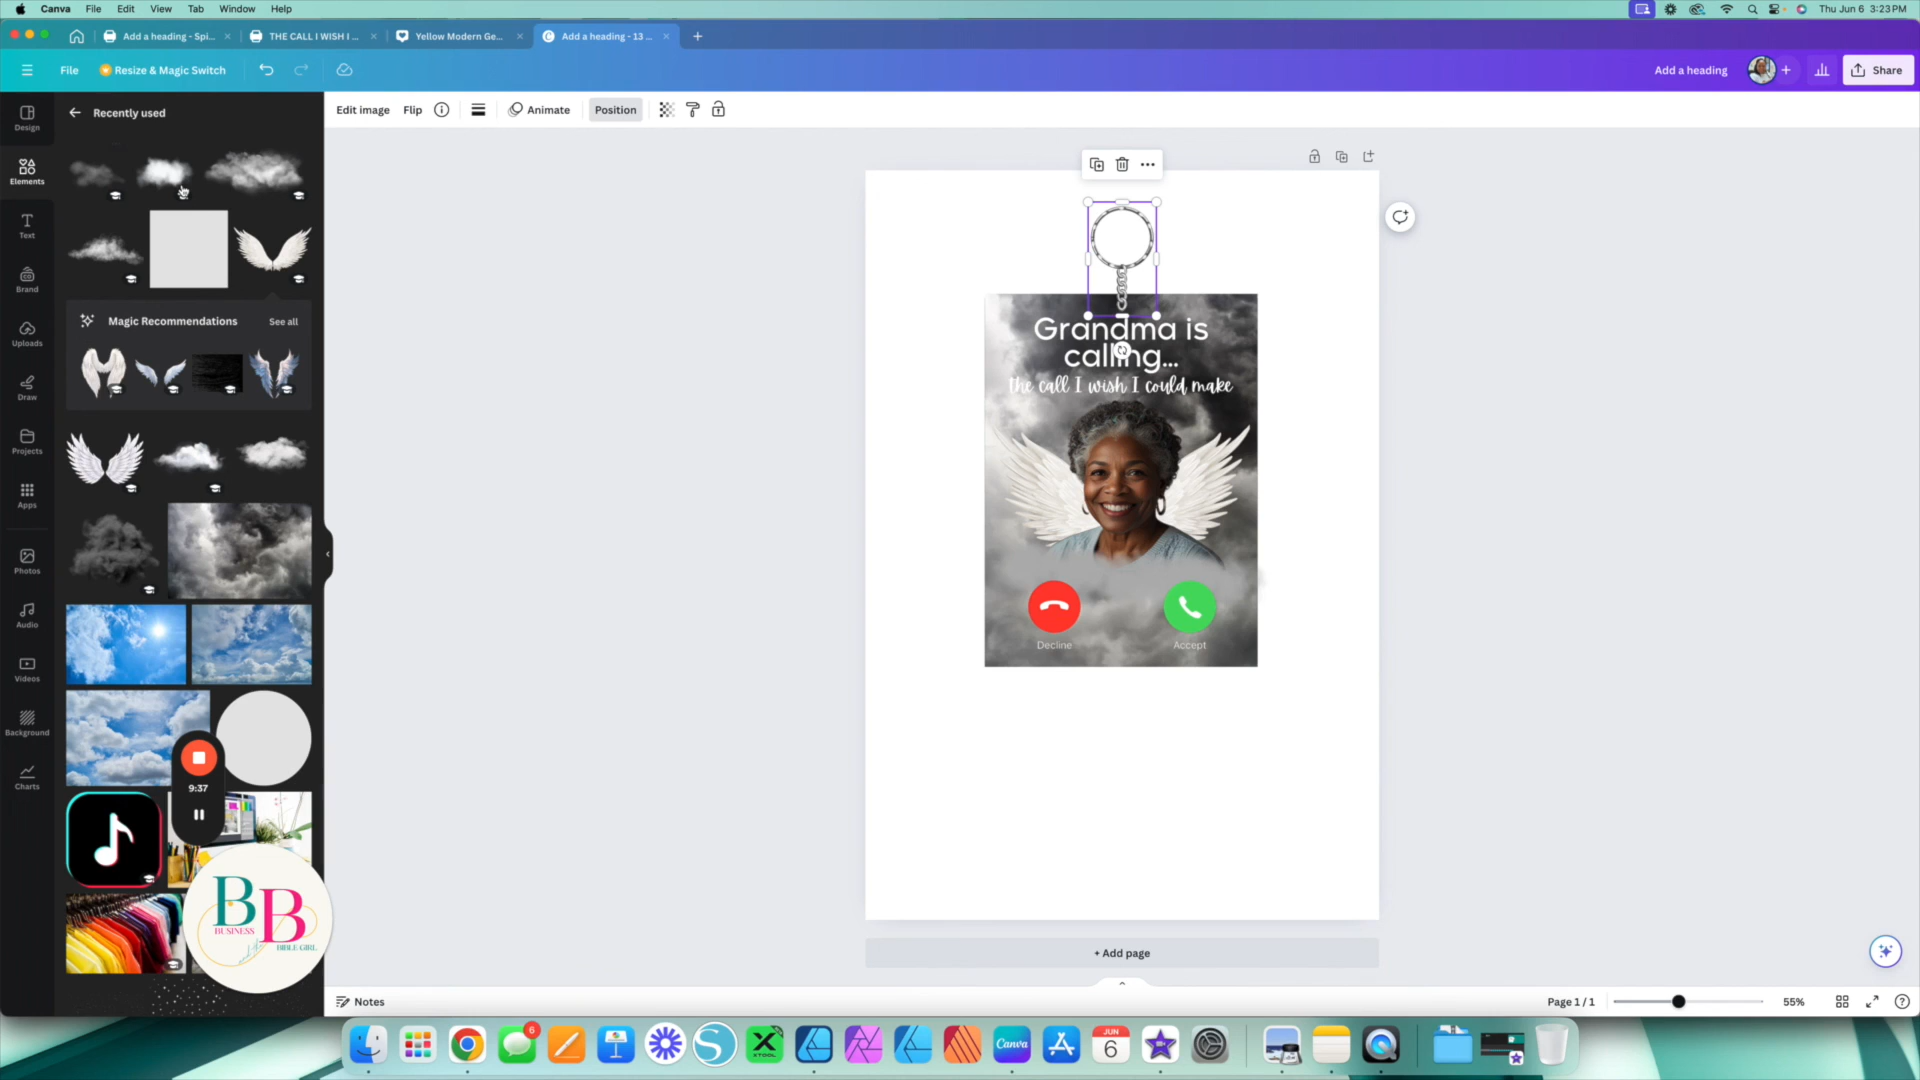 Canva File Edit View Tab Window Help Thu Jun 6 3:23 PM
Add a heading - Spi... THE CALL I WISH I ... Yellow Modern Ge... Add a heading - 13 ...
File Resize & Magic Switch Add a heading Share
Design
Elements
Text
Brand
Uploads
Draw
Projects
Apps
Photos
Audio
Videos
Background
Charts
Recently used
Magic Recommendations See all
9:37
BB
BUSINESS
and the
BIBLE GIRL
Edit image Flip Animate Position
Grandma is
calling...
the call I wish I could make
Decline Accept
+ Add page
Notes Page 1 / 1 55%
6
XTOOL
Canva
JUN
6